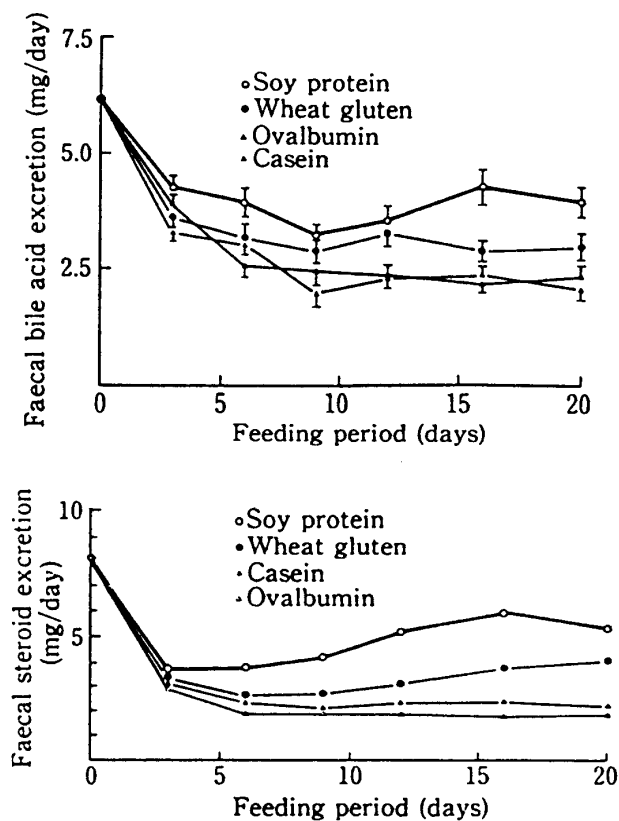 Faecal bile acid excretion (mg/day)
7.5
5.0
2.5
○ Soy protein
● Wheat gluten
▲ Ovalbumin
▲ Casein
0 5 10 15 20
Feeding period (days)
Faecal steroid excretion
(mg/day)
10
5
0
○ Soy protein
● Wheat gluten
▲ Casein
▲ Ovalbumin
0 5 10 15 20
Feeding period (days)